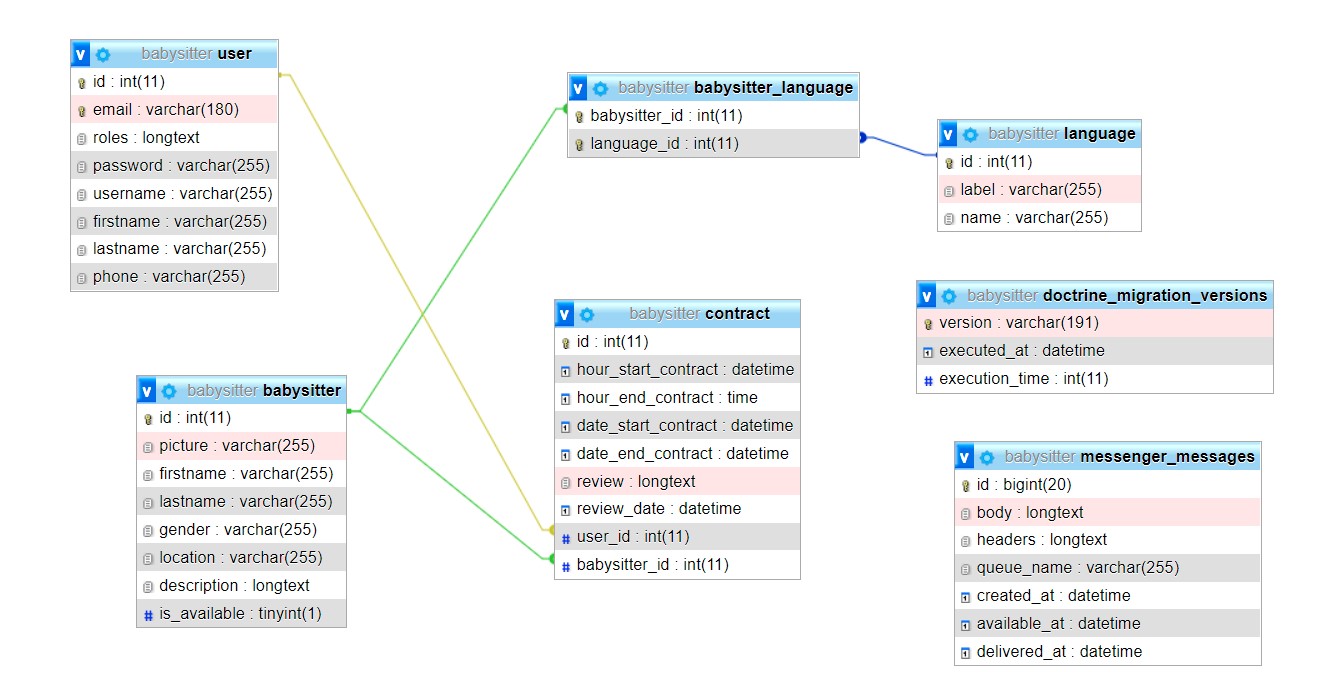 babysitter user
id : int(11)
email : varchar(180)
roles : longtext
password : varchar(255)
username : varchar(255)
firstname : varchar(255)
lastname : varchar(255)
phone : varchar(255)
babysitter babysitter_language
babysitter_id : int(11)
language_id : int(11)
babysitter language
id : int(11)
label : varchar(255)
name : varchar(255)
babysitter babysitter
id : int(11)
picture : varchar(255)
firstname : varchar(255)
lastname : varchar(255)
gender : varchar(255)
location : varchar(255)
description : longtext
is_available : tinyint(1)
babysitter contract
id : int(11)
hour_start_contract : datetime
hour_end_contract : time
date_start_contract : datetime
date_end_contract : datetime
review : longtext
review_date : datetime
user_id : int(11)
babysitter_id : int(11)
babysitter doctrine_migration_versions
version : varchar(191)
executed_at : datetime
execution_time : int(11)
babysitter messenger_messages
id : bigint(20)
body : longtext
headers : longtext
queue_name : varchar(255)
created_at : datetime
available_at : datetime
delivered_at : datetime